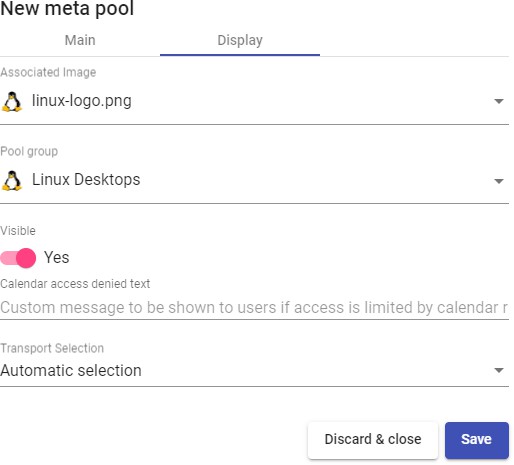 New meta pool
Main Display
Associated Image
linux-logo.png
Pool group
Linux Desktops
Visible
Yes
Calendar access denied text
Custom message to be shown to users if access is limited by calendar r
Transport Selection
Automatic selection
Discard & close Save